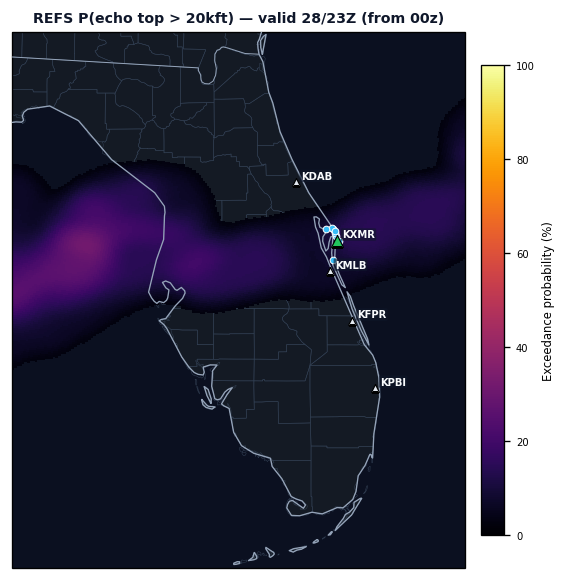 REFS P(echo top > 20kft) — valid 28/23Z (from 00z)
KDAB
KXMR
KMLB
KFPR
KPBI
100
80
60
40
20
0
Exceedance probability (%)